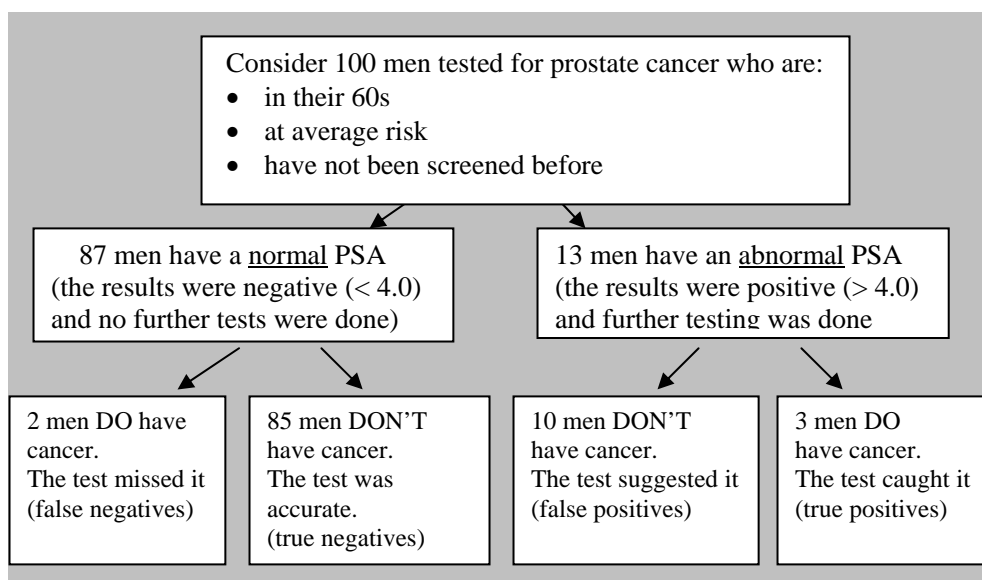 Consider 100 men tested for prostate cancer who are:
• in their 60s
• at average risk
• have not been screened before
87 men have a normal PSA
(the results were negative (< 4.0)
and no further tests were done)
13 men have an abnormal PSA
(the results were positive (> 4.0)
and further testing was done
2 men DO have
cancer.
The test missed it
(false negatives)
85 men DON'T
have cancer.
The test was
accurate.
(true negatives)
10 men DON'T
have cancer.
The test suggested it
(false positives)
3 men DO
have cancer.
The test caught it
(true positives)